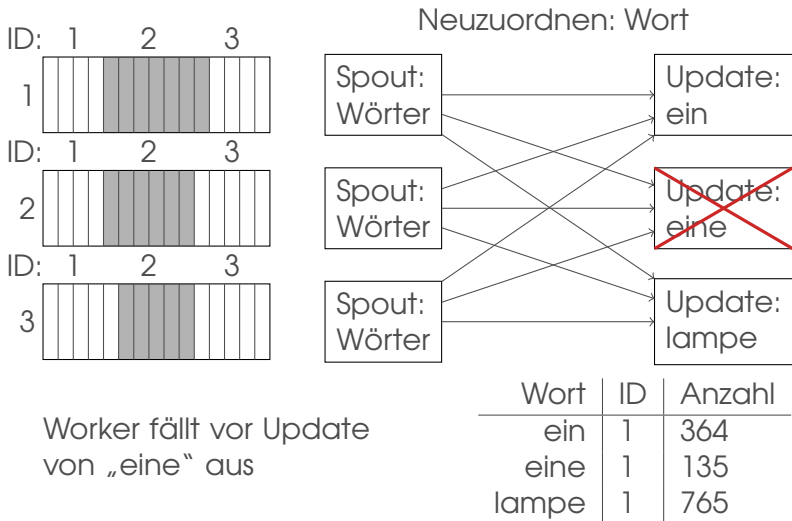 Neuzuordnen: Wort
ID: 1 2 3
1
ID: 1 2 3
2
ID: 1 2 3
3
Spout:
Wörter
Spout:
Wörter
Spout:
Wörter
Update:
ein
Update:
eine
Update:
lampe
Worker fällt vor Update
von „eine“ aus
Wort ID Anzahl
ein 1 364
eine 1 135
lampe 1 765